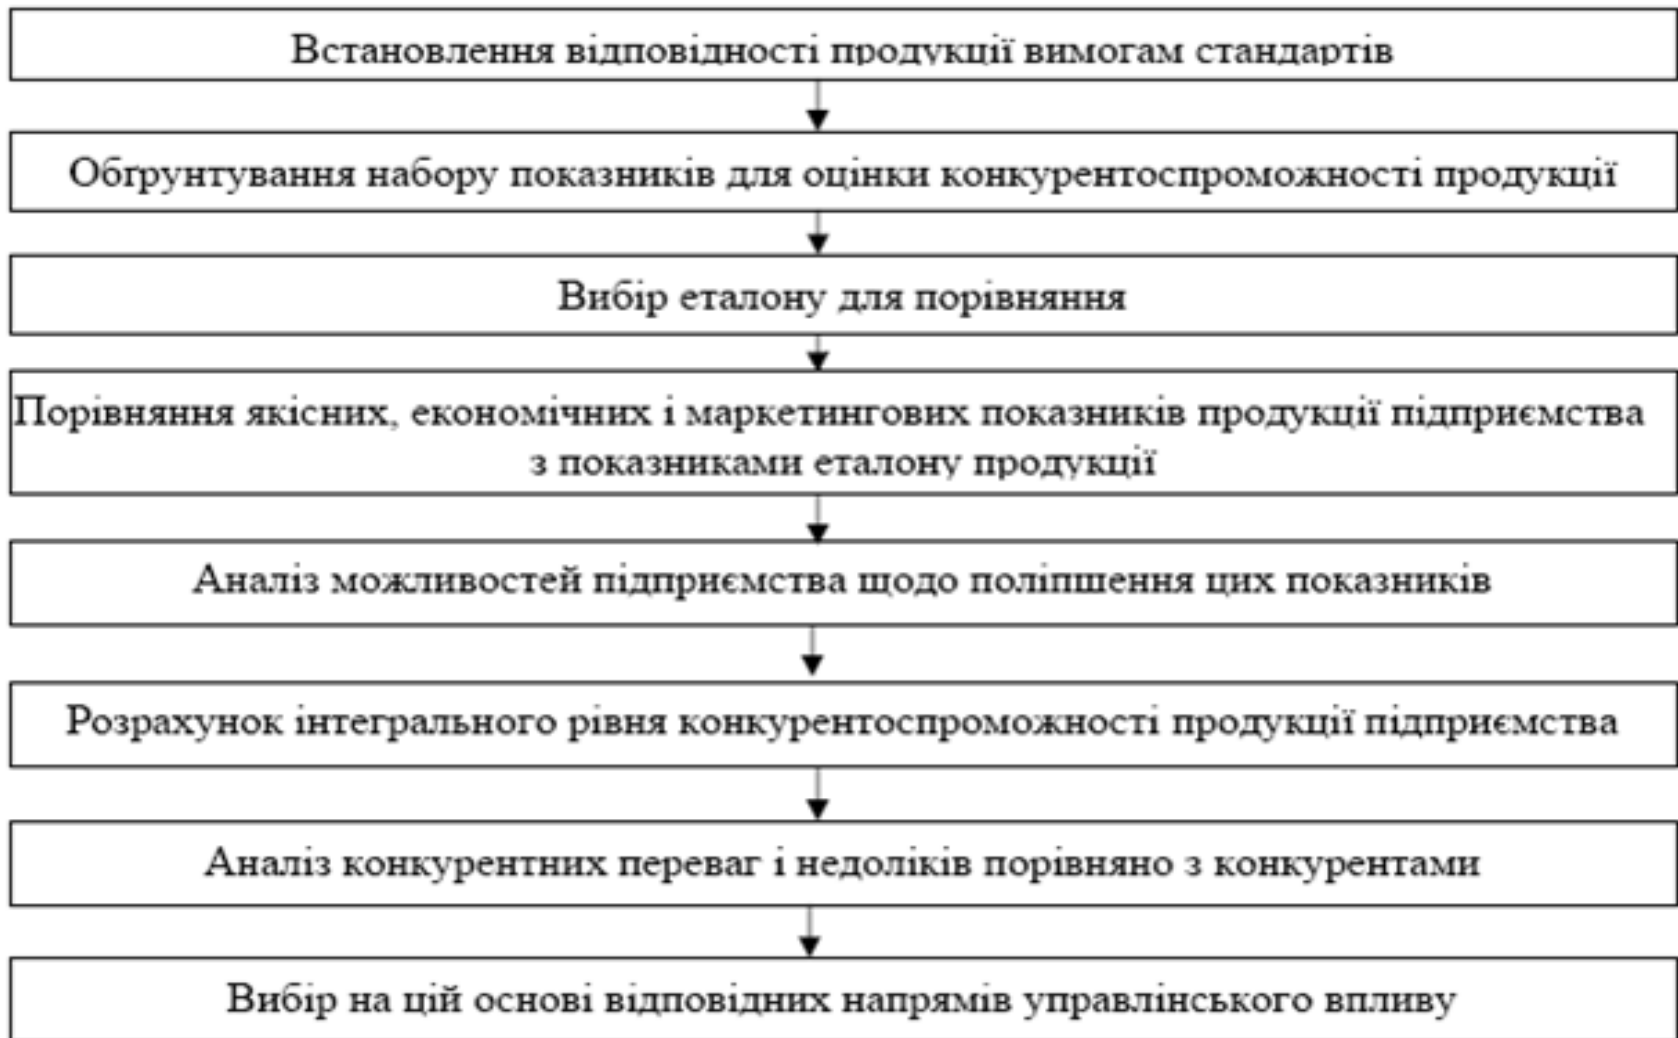 Встановлення відповідності продукції вимогам стандартів
Обґрунтування набору показників для оцінки конкурентоспроможності продукції
Вибір еталону для порівняння
Порівняння якісних, економічних і маркетингових показників продукції підприємства
з показниками еталону продукції
Аналіз можливостей підприємства щодо поліпшення цих показників
Розрахунок інтегрального рівня конкурентоспроможності продукції підприємства
Аналіз конкурентних переваг і недоліків порівняно з конкурентами
Вибір на цій основі відповідних напрямів управлінського впливу